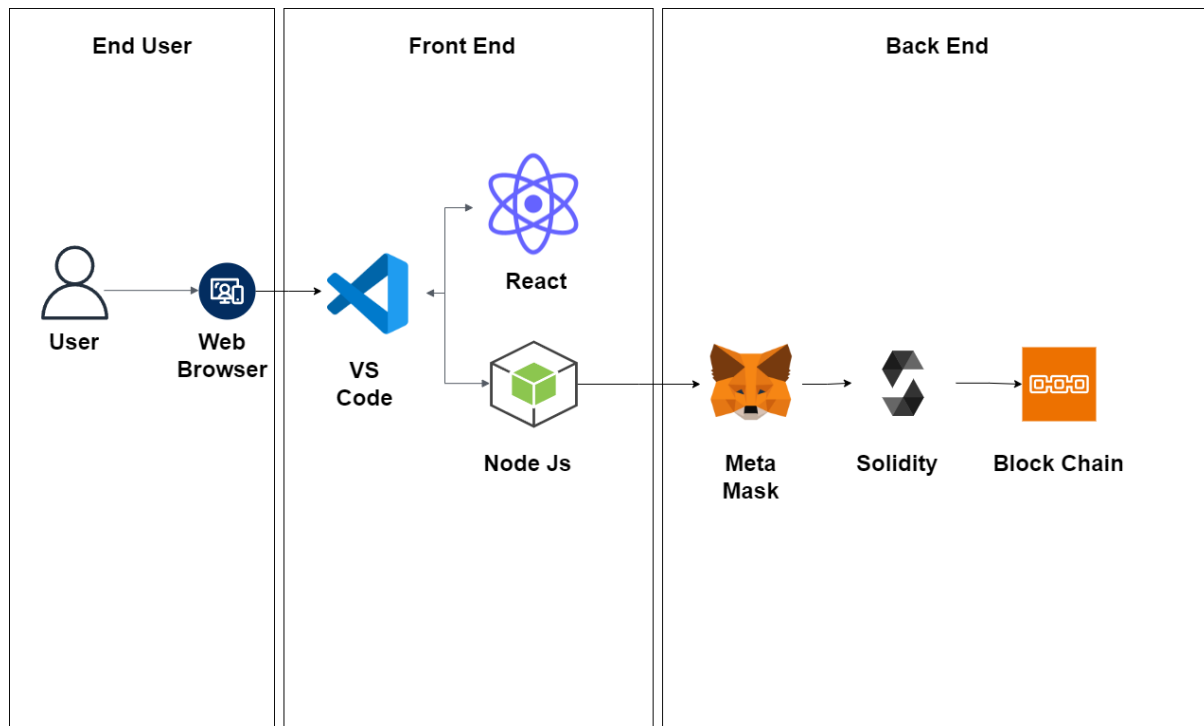 End User
Front End
Back End
User
Web
Browser
VS
Code
React
Node Js
Meta
Mask
Solidity
Block Chain